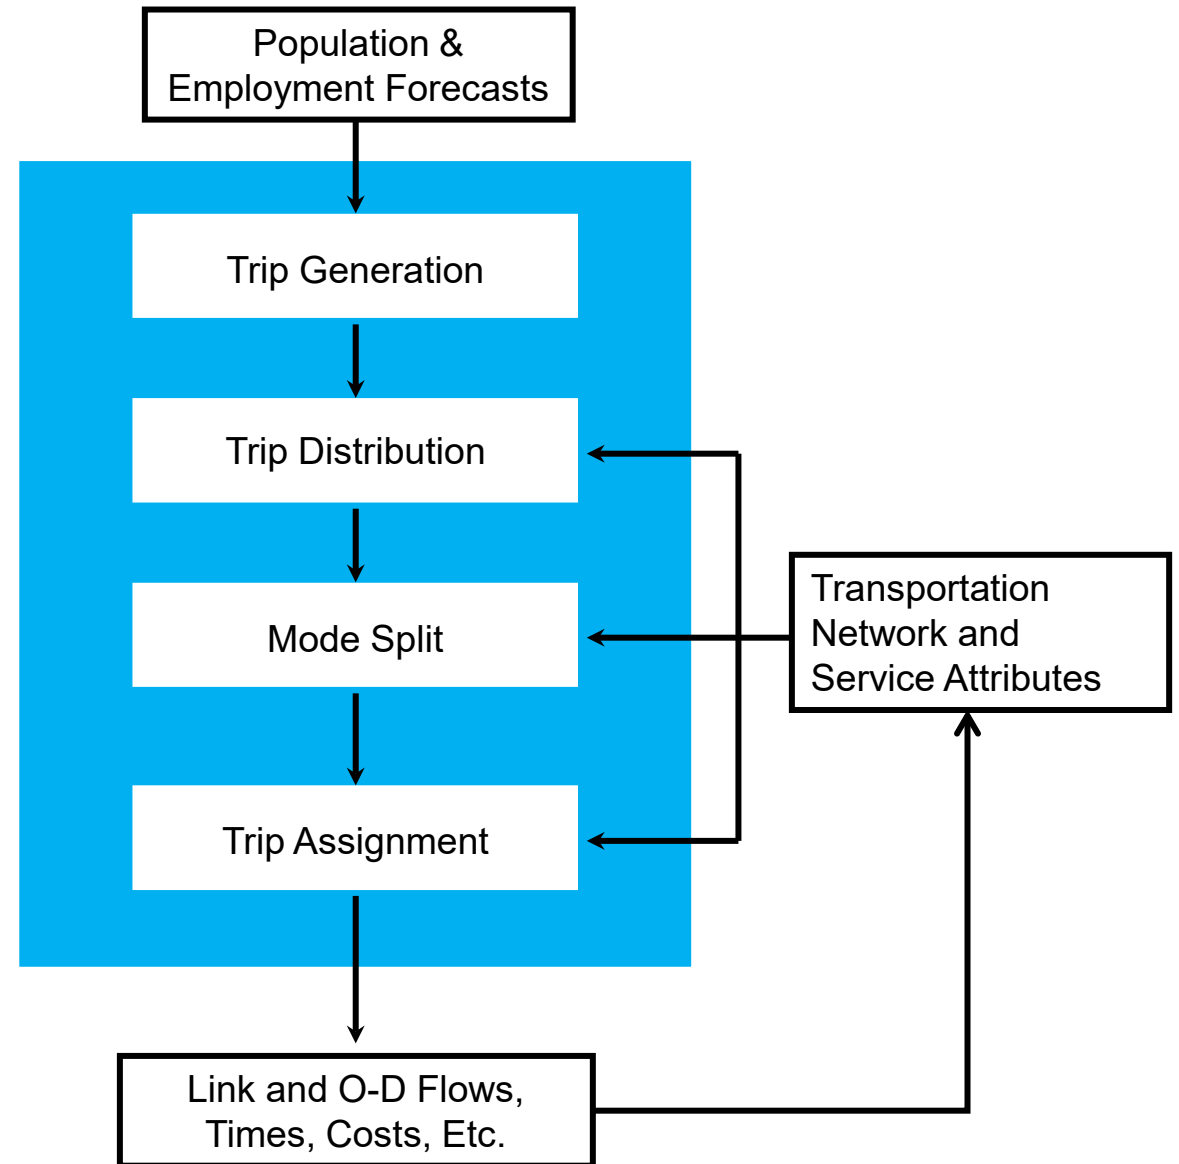 Population &
Employment Forecasts
Trip Generation
Trip Distribution
Mode Split
Transportation
Network and
Service Attributes
Trip Assignment
Link and O-D Flows,
Times, Costs, Etc.